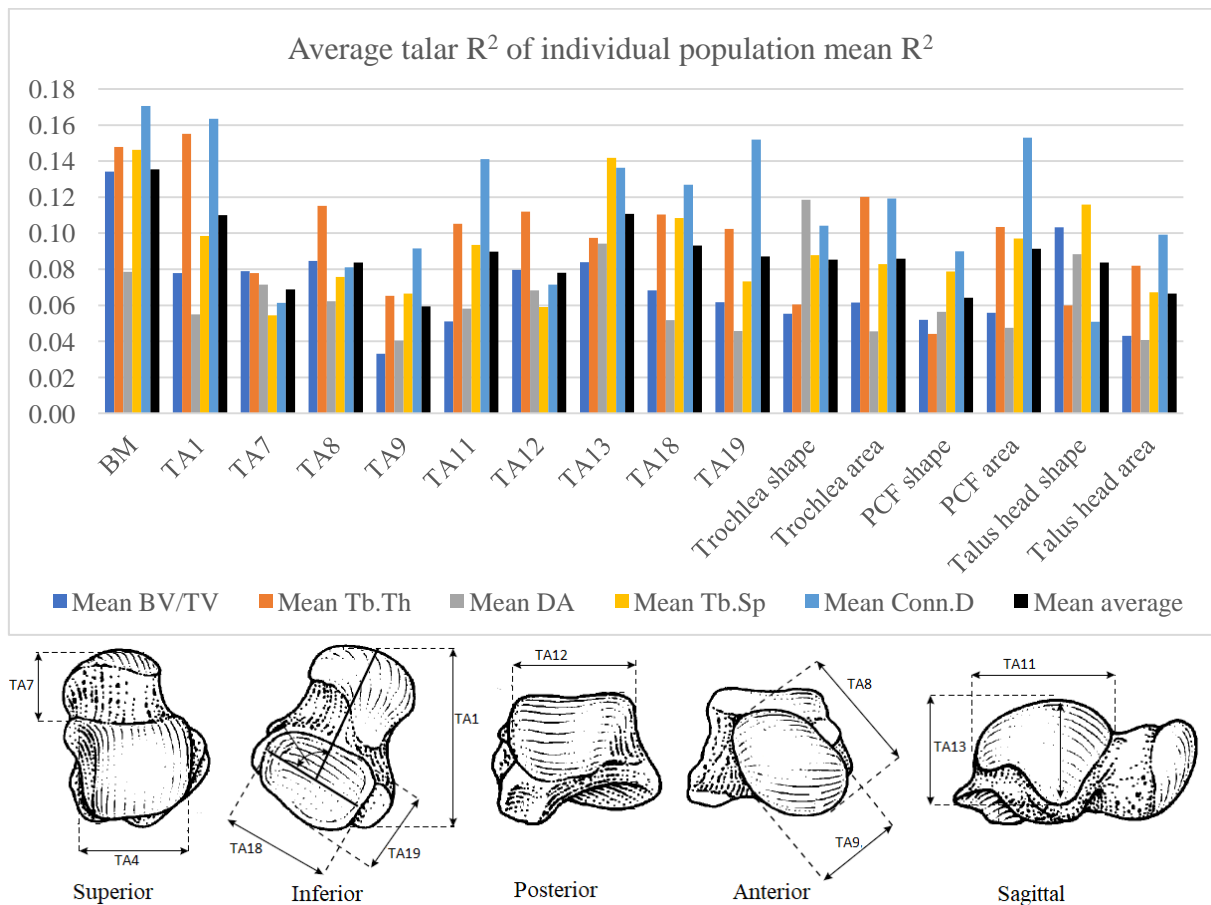 Average talar R² of individual population mean R²
0.18
0.16
0.14
0.12
0.10
0.08
0.06
0.04
0.02
0.00
BM
TA1
TA7
TA8
TA9
TA11
TA12
TA13
TA18
TA19
Trochlea shape
Trochlea area
PCF shape
PCF area
Talus head shape
Talus head area
Mean BV/TV Mean Tb.Th Mean DA Mean Tb.Sp Mean Conn.D Mean average
TA7
TA4
Superior
TA1
TA18
TA19
Inferior
TA12
Posterior
TA8
TA9.
Anterior
TA11
TA13
Sagittal